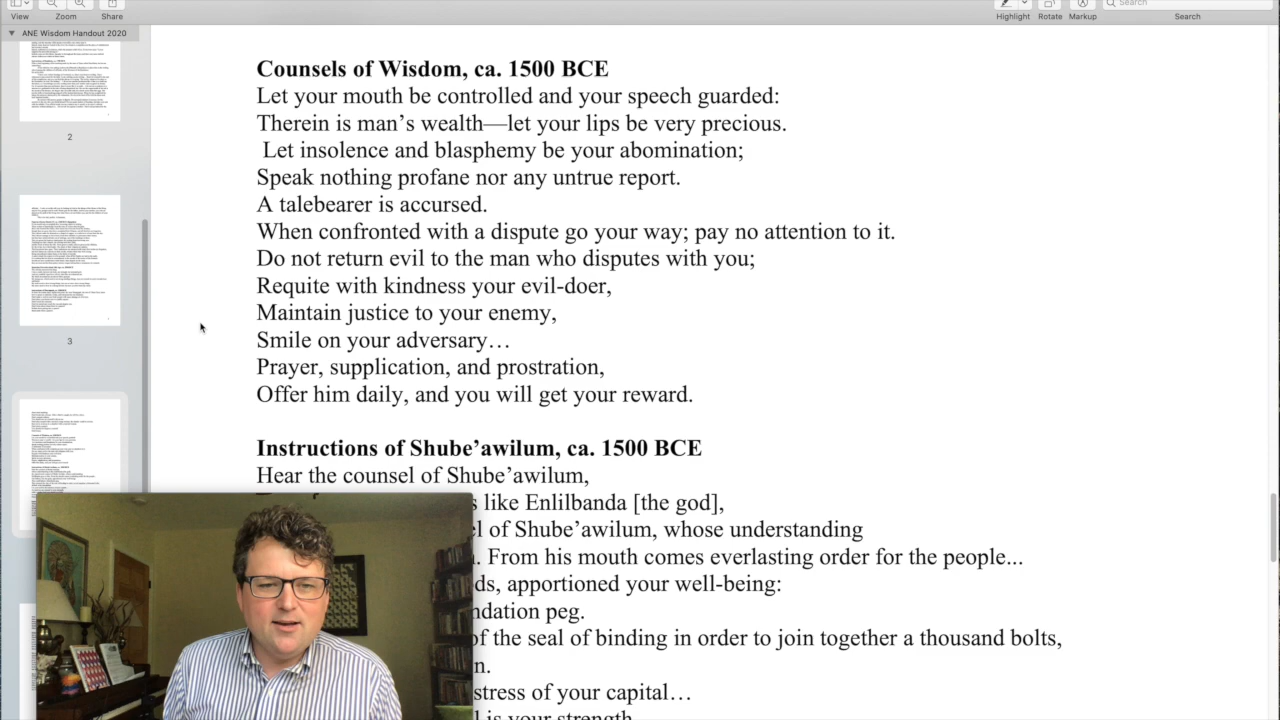 View
Zoom
Share
Highlight
Rotate
Markup
Search
Search
ANE Wisdom Handout 2020
2
3
Counsels of Wisdom, ca. 1500 BCE
Let your mouth be controlled and your speech guarded:
Therein is man’s wealth—let your lips be very precious.
Let insolence and blasphemy be your abomination;
Speak nothing profane nor any untrue report.
A talebearer is accursed.
When confronted with a dispute go your way; pay no attention to it.
Do not return evil to the man who disputes with you;
Requite with kindness your evil-doer,
Maintain justice to your enemy,
Smile on your adversary…
Prayer, supplication, and prostration,
Offer him daily, and you will get your reward.
Instructions of Shube’awilum, ca. 1500 BCE
Hear the counsel of Shube’awilum,
like Enlilbanda [the god],
of Shube’awilum, whose understanding
From his mouth comes everlasting order for the people...
apportioned your well-being:
peg.
of the seal of binding in order to join together a thousand bolts,
of your capital…
is your strength